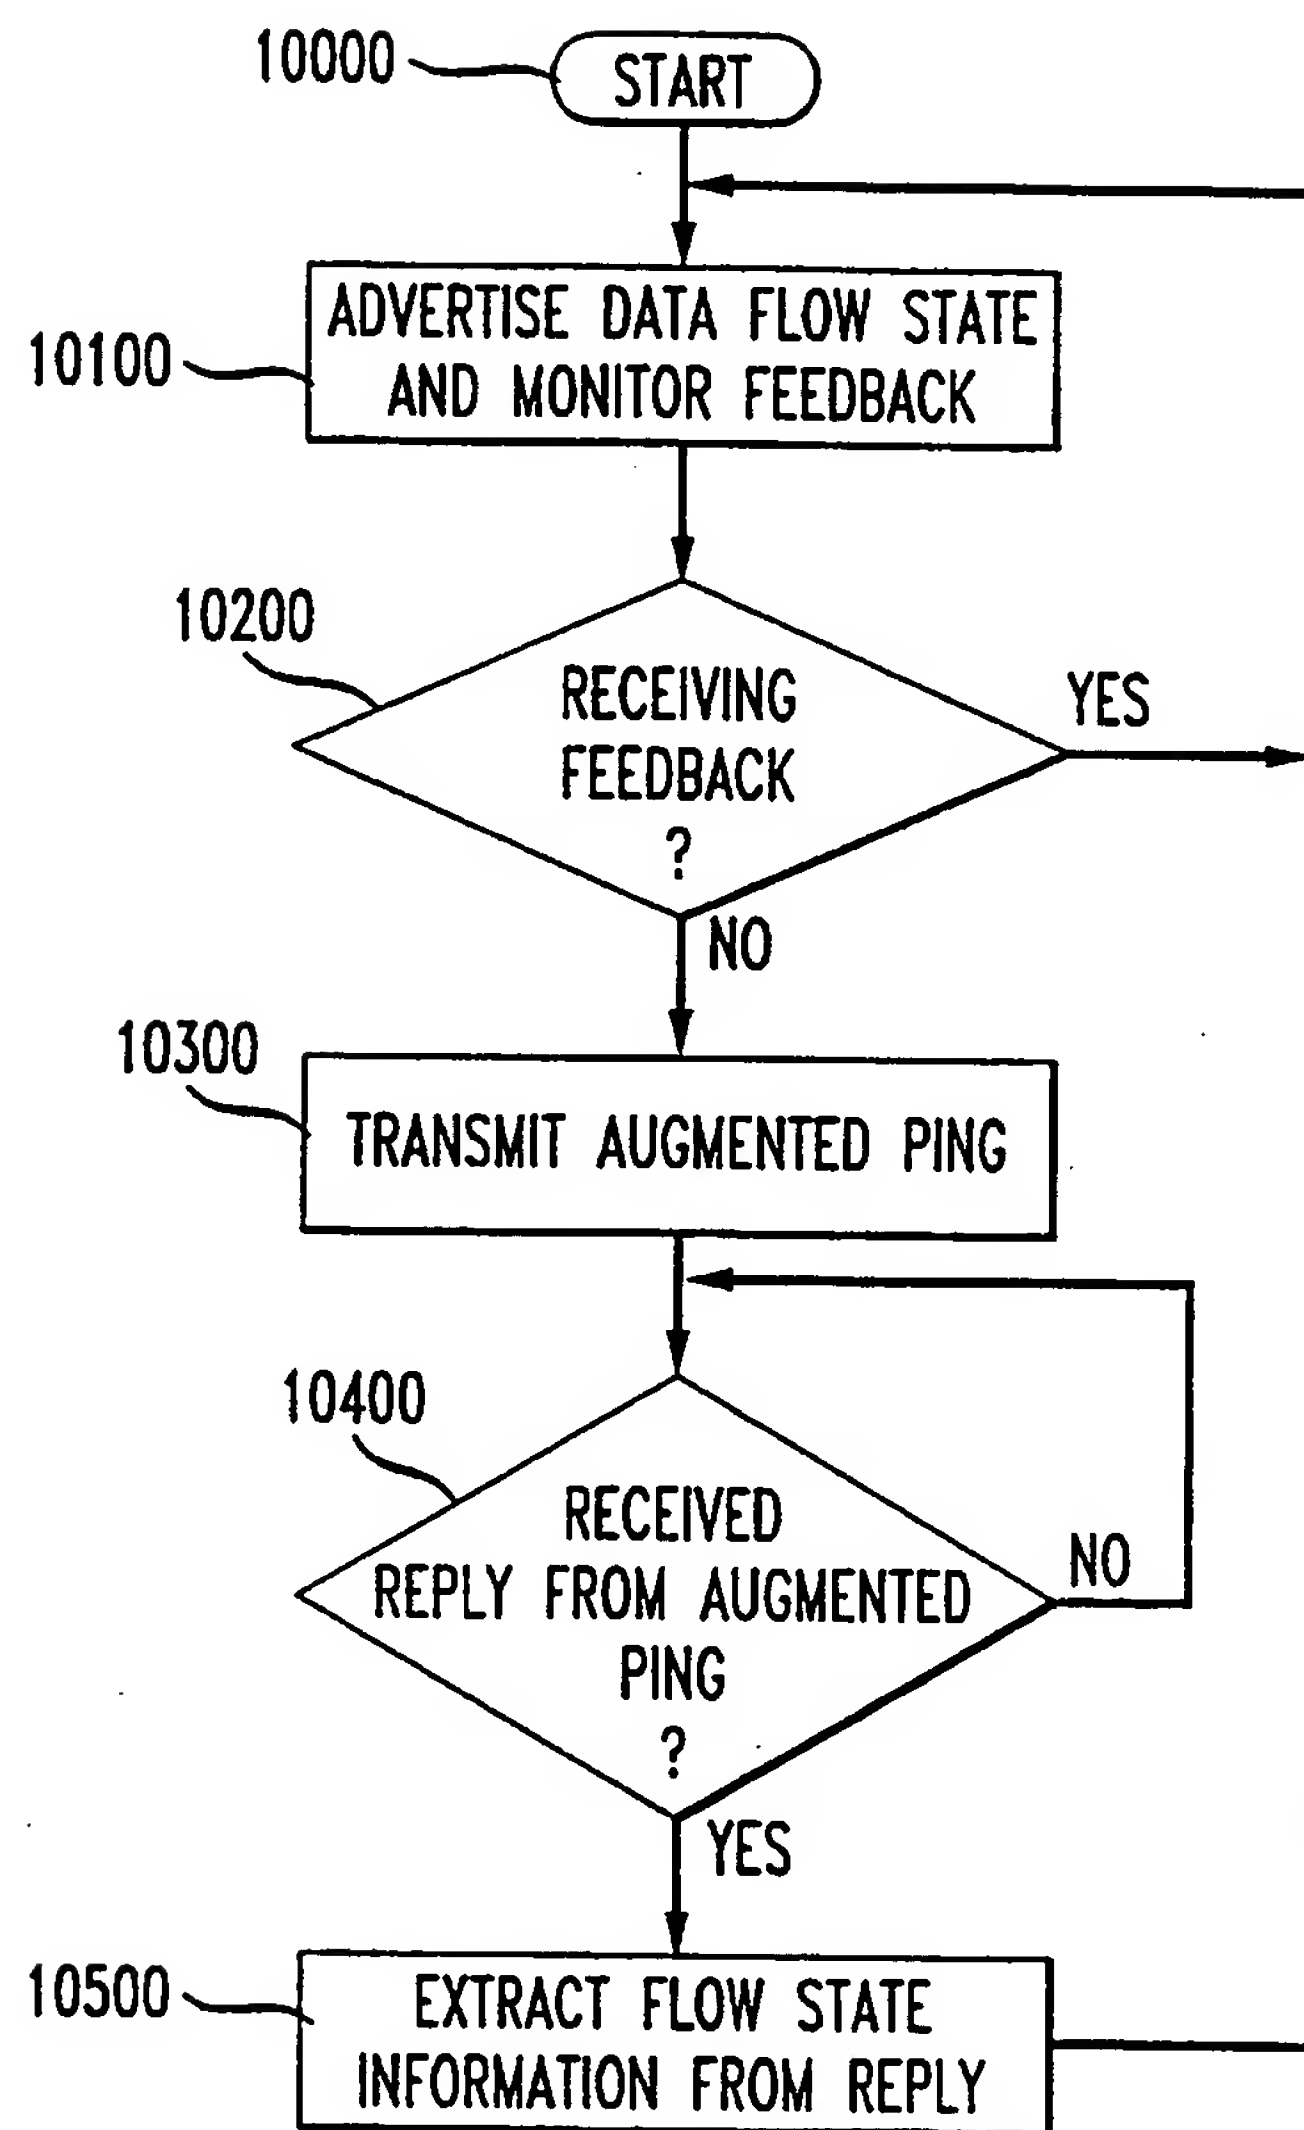 10000
START
10100
ADVERTISE DATA FLOW STATE
AND MONITOR FEEDBACK
10200
RECEIVING
FEEDBACK
?
YES
NO
10300
TRANSMIT AUGMENTED PING
10400
RECEIVED
REPLY FROM AUGMENTED
PING
?
NO
YES
10500
EXTRACT FLOW STATE
INFORMATION FROM REPLY